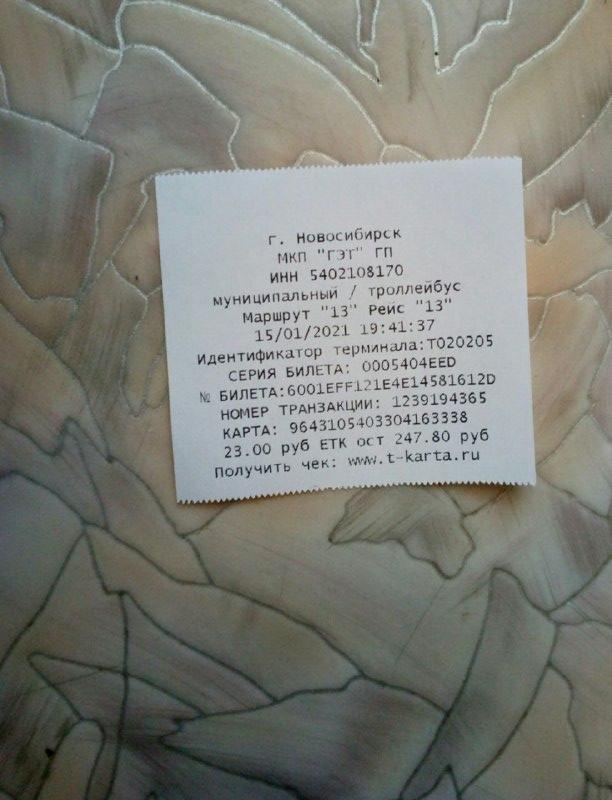 г. Новосибирск
МКП "ГЭТ" ГП
ИНН 5402108170
муниципальный / троллейбус
Маршрут "13" Рейс "13"
15/01/2021 19:41:37
Идентификатор терминала:T020205
СЕРИЯ БИЛЕТА: 0005404EED
№ БИЛЕТА:6001EFF121E4E14581612D
НОМЕР ТРАНЗАКЦИИ: 1239194365
КАРТА: 9643105403304163338
23.00 руб ЕТК ост 247.80 руб
Получить чек: www.t-karta.ru